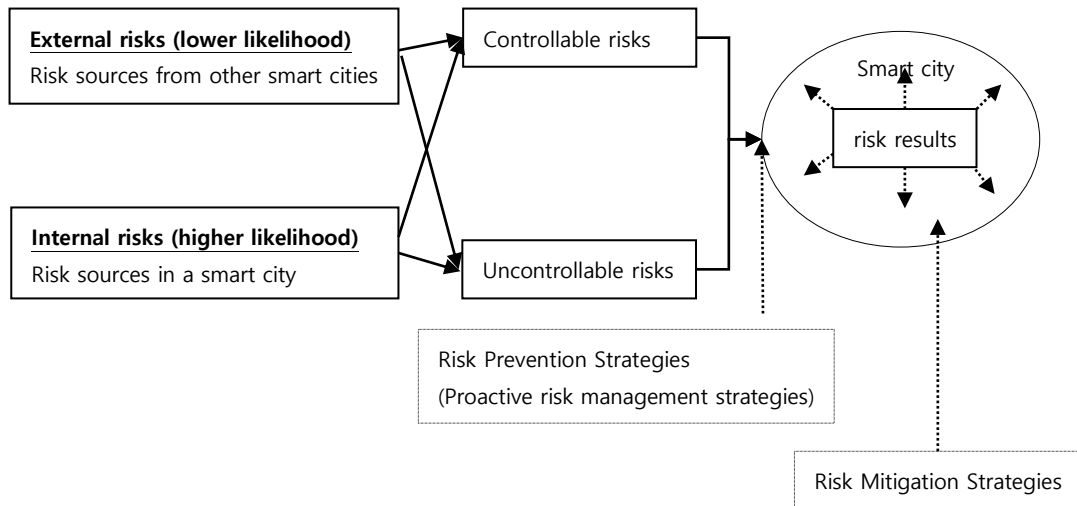 External risks (lower likelihood)
Risk sources from other smart cities
Internal risks (higher likelihood)
Risk sources in a smart city
Controllable risks
Uncontrollable risks
Smart city
risk results
Risk Prevention Strategies
(Proactive risk management strategies)
Risk Mitigation Strategies